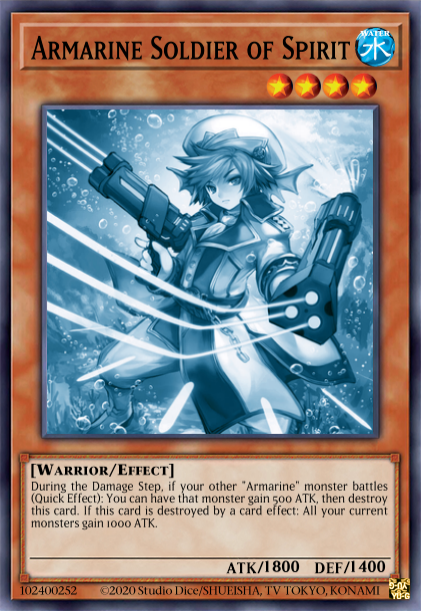 Armarine Soldier of Spirit
WATER
水
[Warrior/Effect]
During the Damage Step, if your other "Armarine" monster battles
(Quick Effect): You can have that monster gain 500 ATK, then destroy
this card. If this card is destroyed by a card effect: All your current
monsters gain 1000 ATK.
ATK/1800 DEF/1400
102400252 ©2020 Studio Dice/SHUEISHA, TV TOKYO, KONAMI